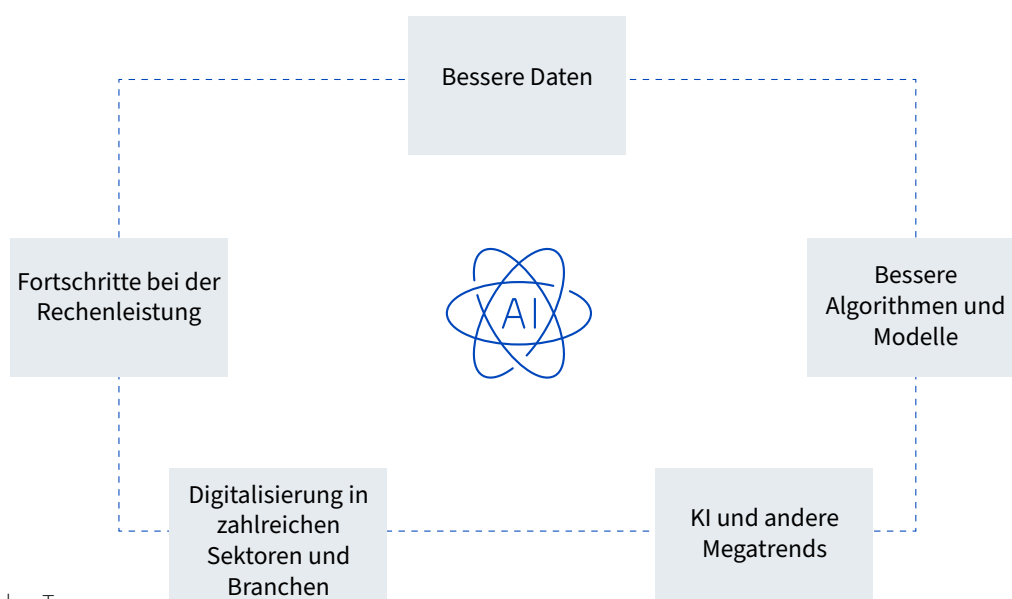 Bessere Daten
Fortschritte bei der
Rechenleistung
AI
Bessere
Algorithmen und
Modelle
Digitalisierung in
zahlreichen
Sektoren und
Branchen
KI und andere
Megatrends